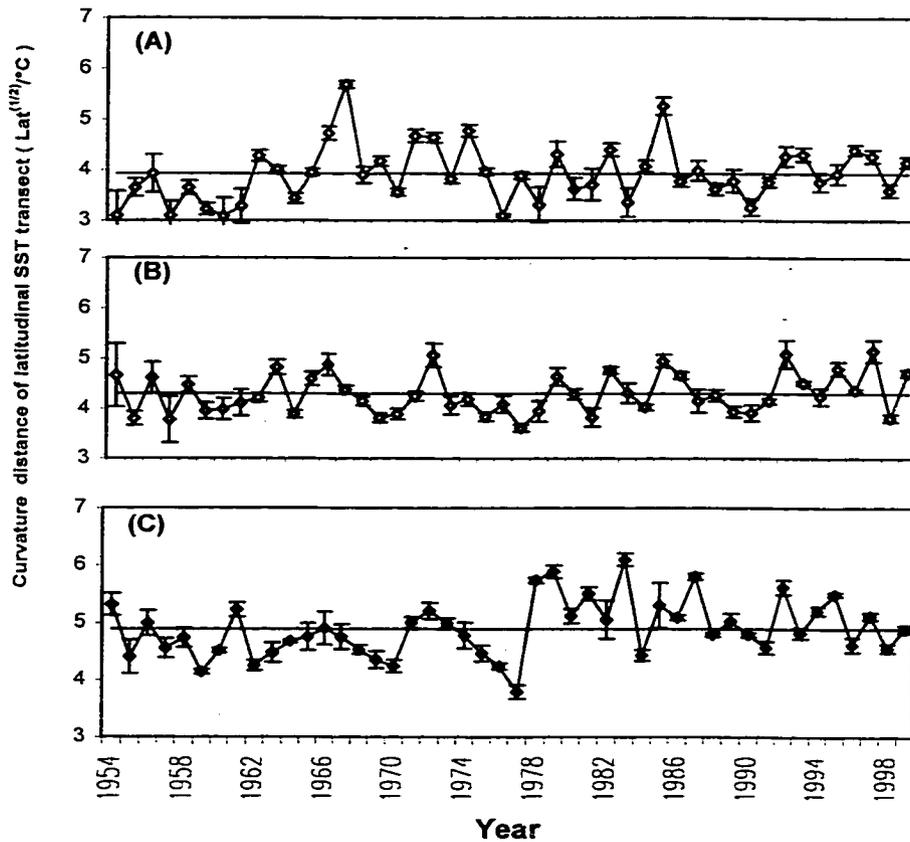 Curvature distance of latitudinal SST transect ( Lat^(1/2)/°C )
(A)
7
6
5
4
3
(B)
7
6
5
4
3
(C)
7
6
5
4
3
1954 1958 1962 1966 1970 1974 1978 1982 1986 1990 1994 1998
Year